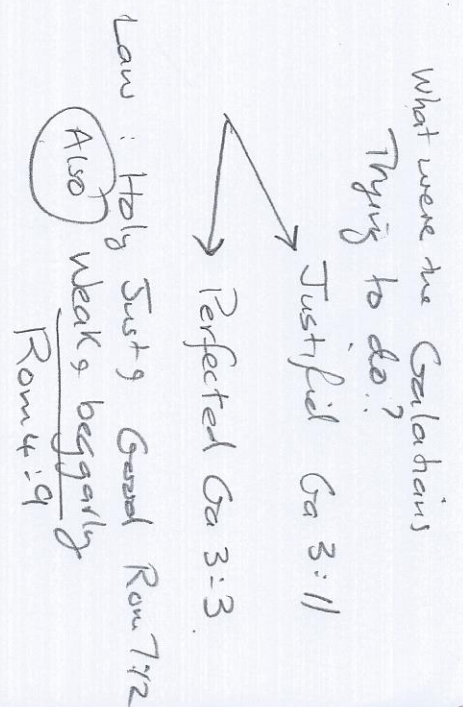 What were the Galatians
Trying to do?
Justified Ga 3:11
Perfected Ga 3:3
Law : Holy Just & Good Rom 7:12
Also Weak & beggarly
Rom 4:9